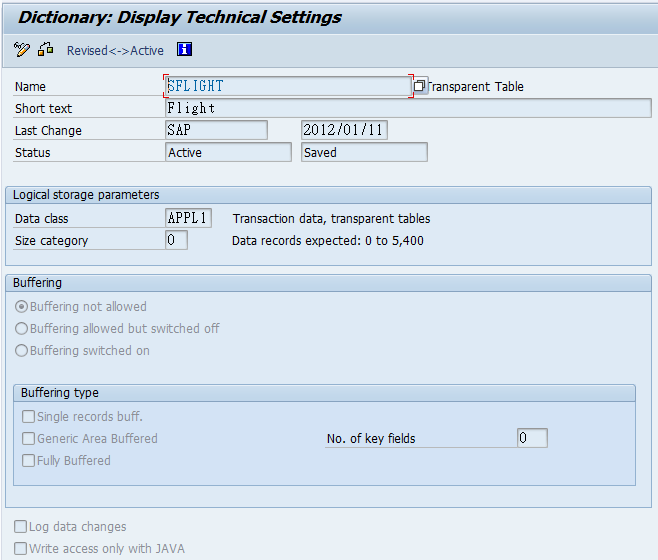 Dictionary: Display Technical Settings
Revised<->Active
Name SFLIGHT Transparent Table
Short text Flight
Last Change SAP 2012/01/11
Status Active Saved
Logical storage parameters
Data class APPL1 Transaction data, transparent tables
Size category 0 Data records expected: 0 to 5,400
Buffering
Buffering not allowed
Buffering allowed but switched off
Buffering switched on
Buffering type
Single records buff.
Generic Area Buffered No. of key fields 0
Fully Buffered
Log data changes
Write access only with JAVA